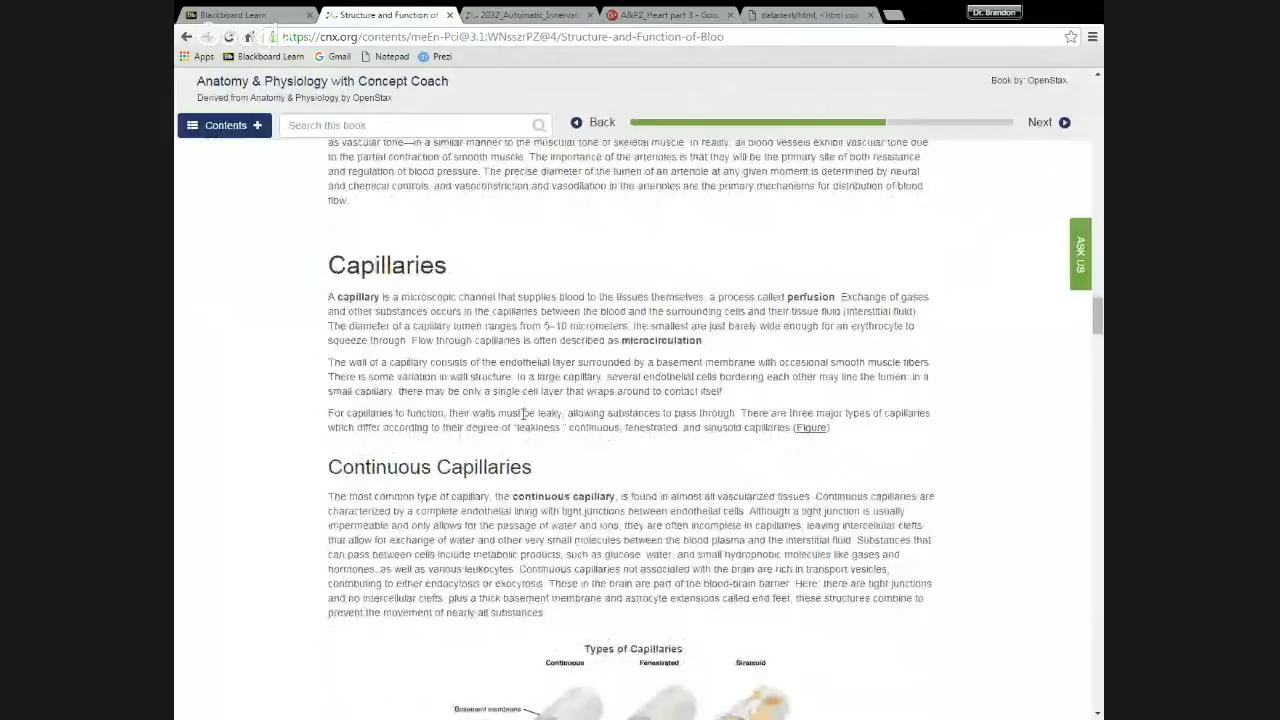 Blackboard Learn
Structure and Function of
2032_Automatic_Innervat
A&P2_Heart part 3 - Goo
data:text/html, <html con
Dr. Brandon
https://cnx.org/contents/meEn-Pci@3.1:WNsszrPZ@4/Structure-and-Function-of-Bloo
Apps Blackboard Learn Gmail Notepad Prezi
Anatomy & Physiology with Concept Coach
Book by: OpenStax
Derived from Anatomy & Physiology by OpenStax
Contents +
Search this book
Back
Next
ASK US
as vascular tone—in a similar manner to the muscular tone of skeletal muscle. In reality, all blood vessels exhibit vascular tone due
to the partial contraction of smooth muscle. The importance of the arterioles is that they will be the primary site of both resistance
and regulation of blood pressure. The precise diameter of the lumen of an arteriole at any given moment is determined by neural
and chemical controls, and vasoconstriction and vasodilation in the arterioles are the primary mechanisms for distribution of blood
flow.
Capillaries
A capillary is a microscopic channel that supplies blood to the tissues themselves, a process called perfusion. Exchange of gases
and other substances occurs in the capillaries between the blood and the surrounding cells and their tissue fluid (interstitial fluid).
The diameter of a capillary lumen ranges from 5–10 micrometers; the smallest are just barely wide enough for an erythrocyte to
squeeze through. Flow through capillaries is often described as microcirculation.
The wall of a capillary consists of the endothelial layer surrounded by a basement membrane with occasional smooth muscle fibers.
There is some variation in wall structure: In a large capillary, several endothelial cells bordering each other may line the lumen; in a
small capillary, there may be only a single cell layer that wraps around to contact itself.
For capillaries to function, their walls must be leaky, allowing substances to pass through. There are three major types of capillaries,
which differ according to their degree of “leakiness:” continuous, fenestrated, and sinusoid capillaries (Figure).
Continuous Capillaries
The most common type of capillary, the continuous capillary, is found in almost all vascularized tissues. Continuous capillaries are
characterized by a complete endothelial lining with tight junctions between endothelial cells. Although a tight junction is usually
impermeable and only allows for the passage of water and ions, they are often incomplete in capillaries, leaving intercellular clefts
that allow for exchange of water and other very small molecules between the blood plasma and the interstitial fluid. Substances that
can pass between cells include metabolic products, such as glucose, water, and small hydrophobic molecules like gases and
hormones, as well as various leukocytes. Continuous capillaries not associated with the brain are rich in transport vesicles,
contributing to either endocytosis or exocytosis. Those in the brain are part of the blood-brain barrier. Here, there are tight junctions
and no intercellular clefts, plus a thick basement membrane and astrocyte extensions called end feet; these structures combine to
prevent the movement of nearly all substances.
Types of Capillaries
Continuous Fenestrated Sinusoid
Basement membrane